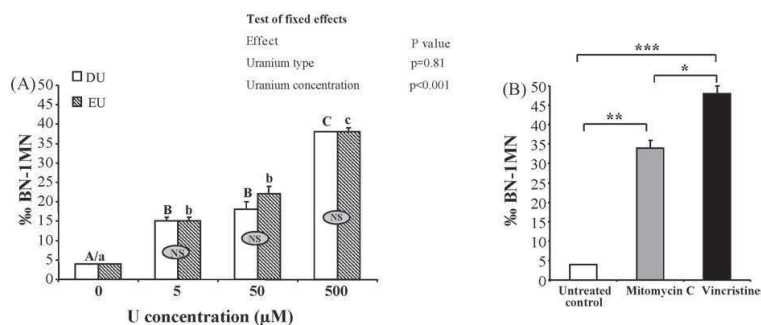 Test of fixed effects
Effect P value
Uranium type p=0.81
Uranium concentration p<0.001
(A)
DU
EU
‰ BN-1MN
50
45
40
35
30
25
20
15
10
5
0
A/a
B b
NS
B b
NS
C c
NS
0 5 50 500
U concentration (µM)
(B)
‰ BN-1MN
50
45
40
35
30
25
20
15
10
5
0
***
*
**
Untreated control
Mitomycin C
Vincristine